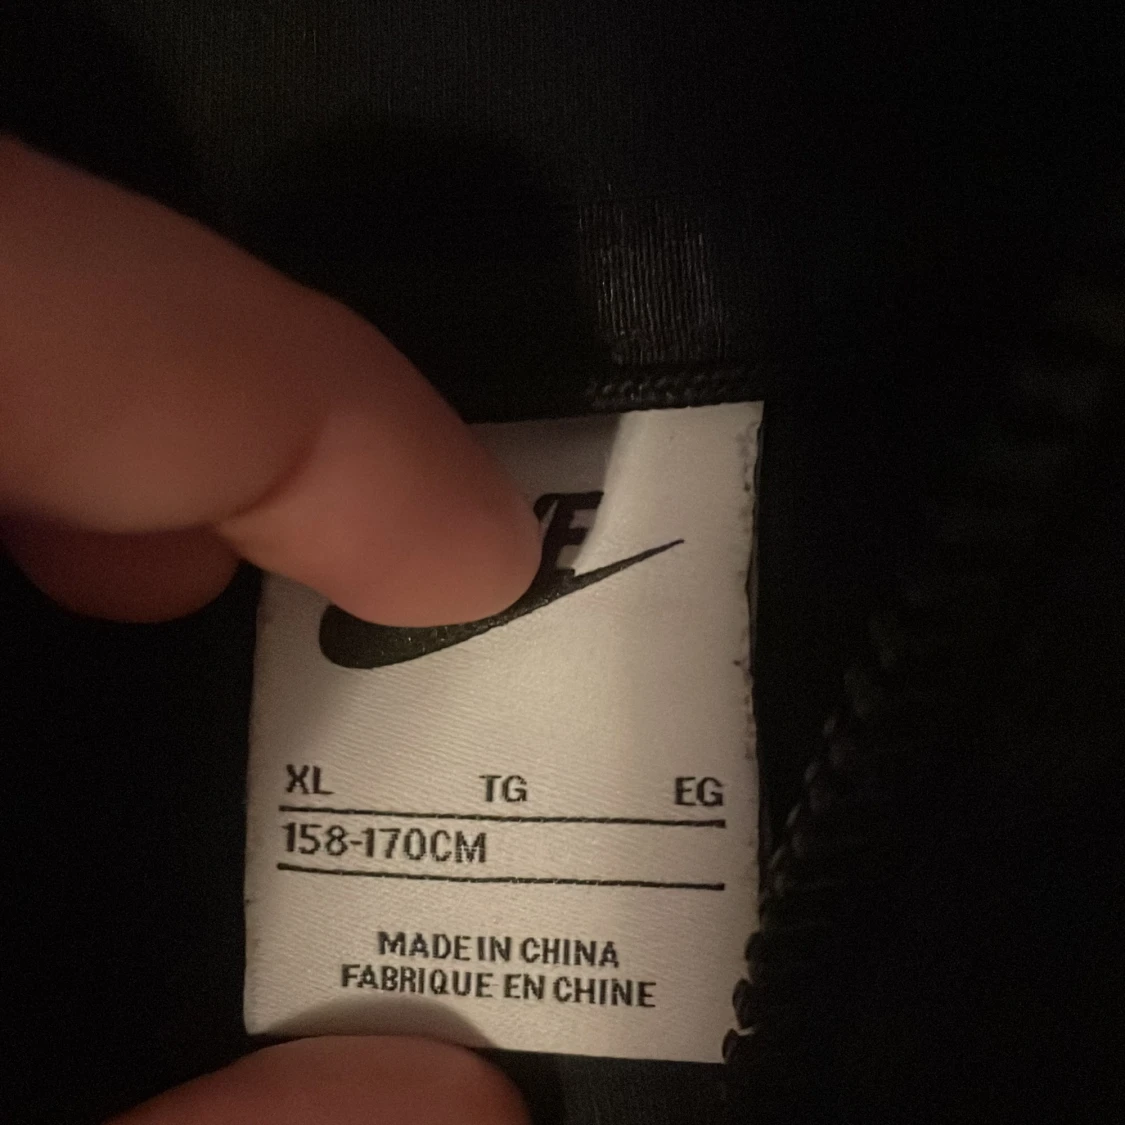 XL TG EG
158-170CM
MADE IN CHINA
FABRIQUE EN CHINE